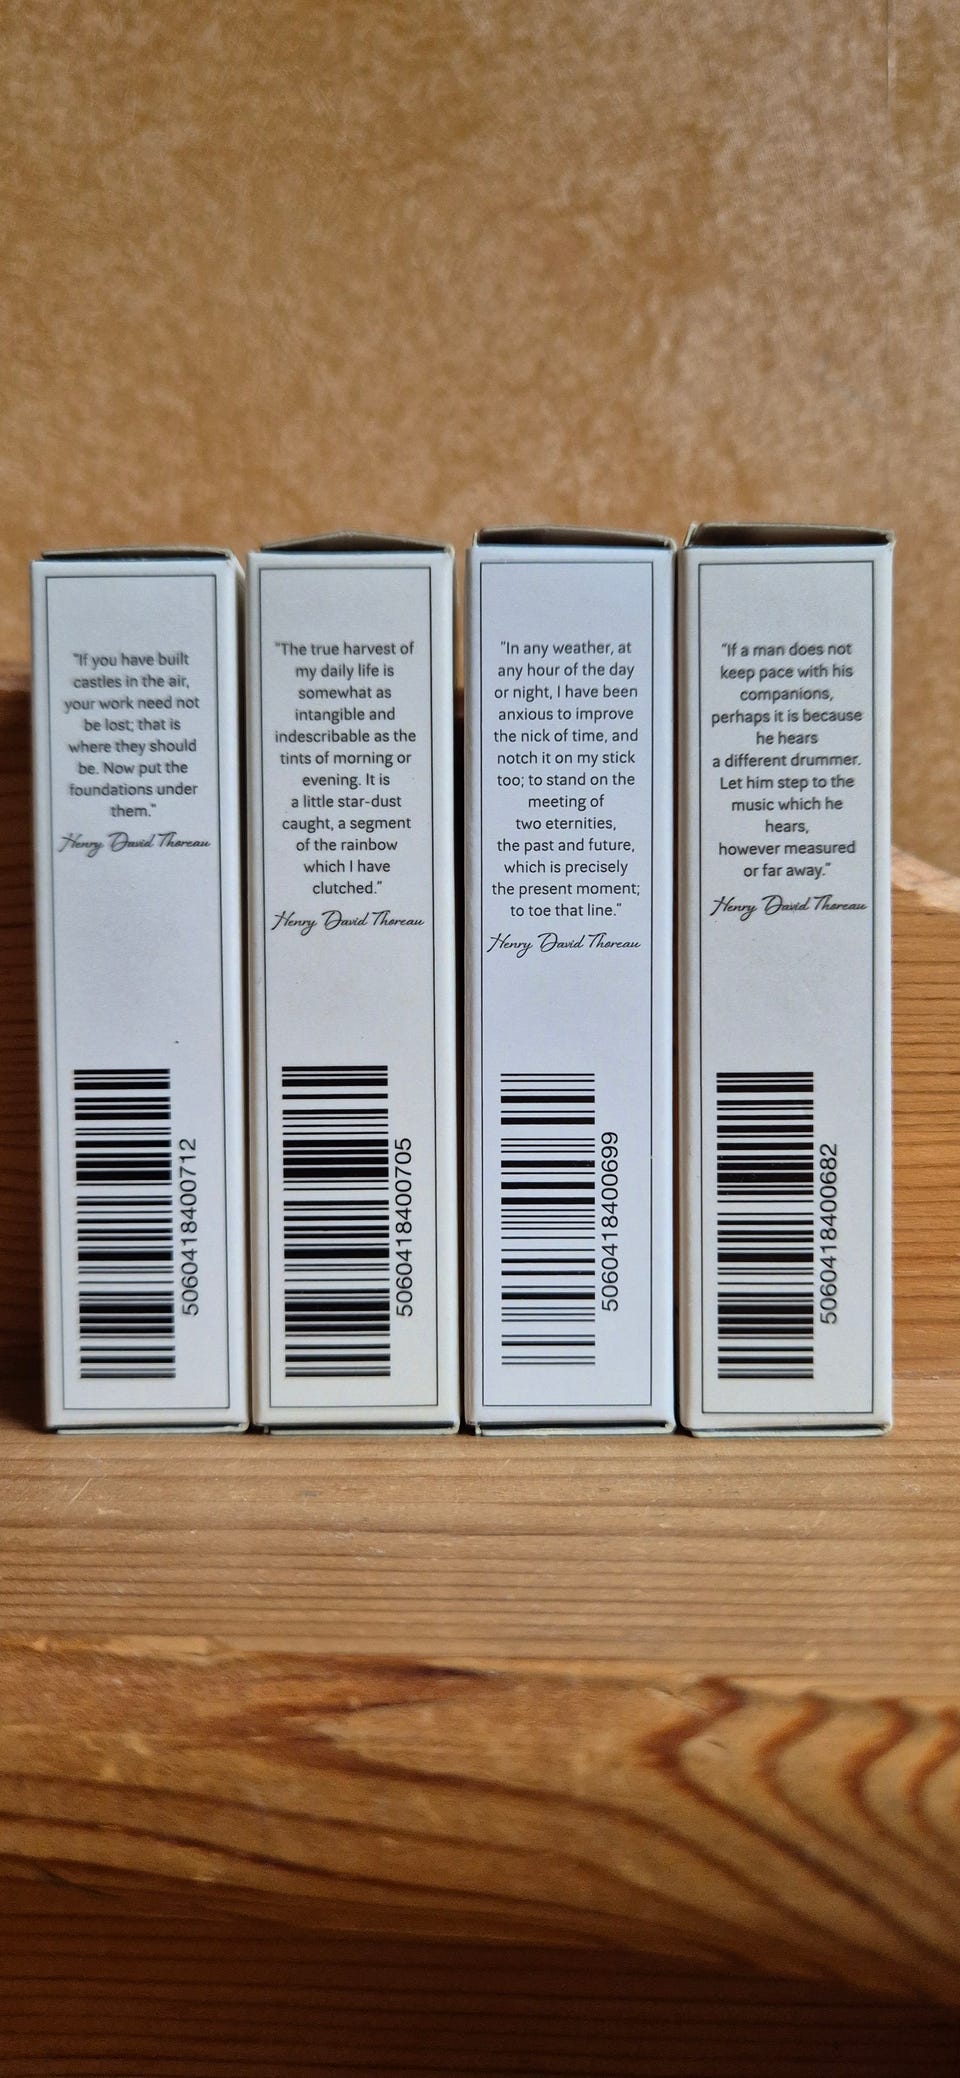 "If you have built
castles in the air,
your work need not
be lost; that is
where they should
be. Now put the
foundations under
them."
Henry David Thoreau
5060418400712
"The true harvest of
my daily life is
somewhat as
intangible and
indescribable as the
tints of morning or
evening. It is
a little star-dust
caught, a segment
of the rainbow
which I have
clutched."
Henry David Thoreau
5060418400705
"In any weather, at
any hour of the day
or night, I have been
anxious to improve
the nick of time, and
notch it on my stick
too; to stand on the
meeting of
two eternities,
the past and future,
which is precisely
the present moment;
to toe that line."
Henry David Thoreau
5060418400699
"If a man does not
keep pace with his
companions,
perhaps it is because
he hears
a different drummer.
Let him step to the
music which he
hears,
however measured
or far away."
Henry David Thoreau
5060418400682